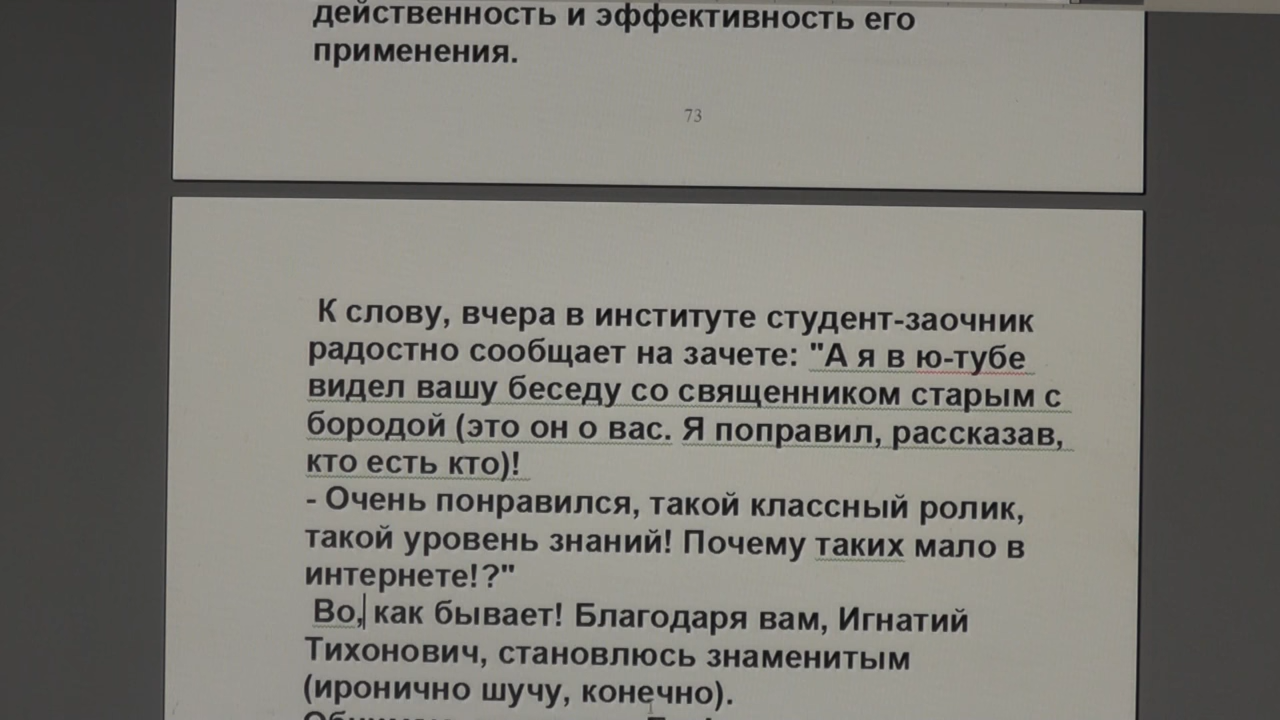 действенность и эффективность его
применения.
73
К слову, вчера в институте студент-заочник
радостно сообщает на зачете: "А я в ю-тубе
видел вашу беседу со священником старым с
бородой (это он о вас. Я поправил, рассказав,
кто есть кто)!
- Очень понравился, такой классный ролик,
такой уровень знаний! Почему таких мало в
интернете!?"
Во, как бывает! Благодаря вам, Игнатий
Тихонович, становлюсь знаменитым
(иронично шучу, конечно).